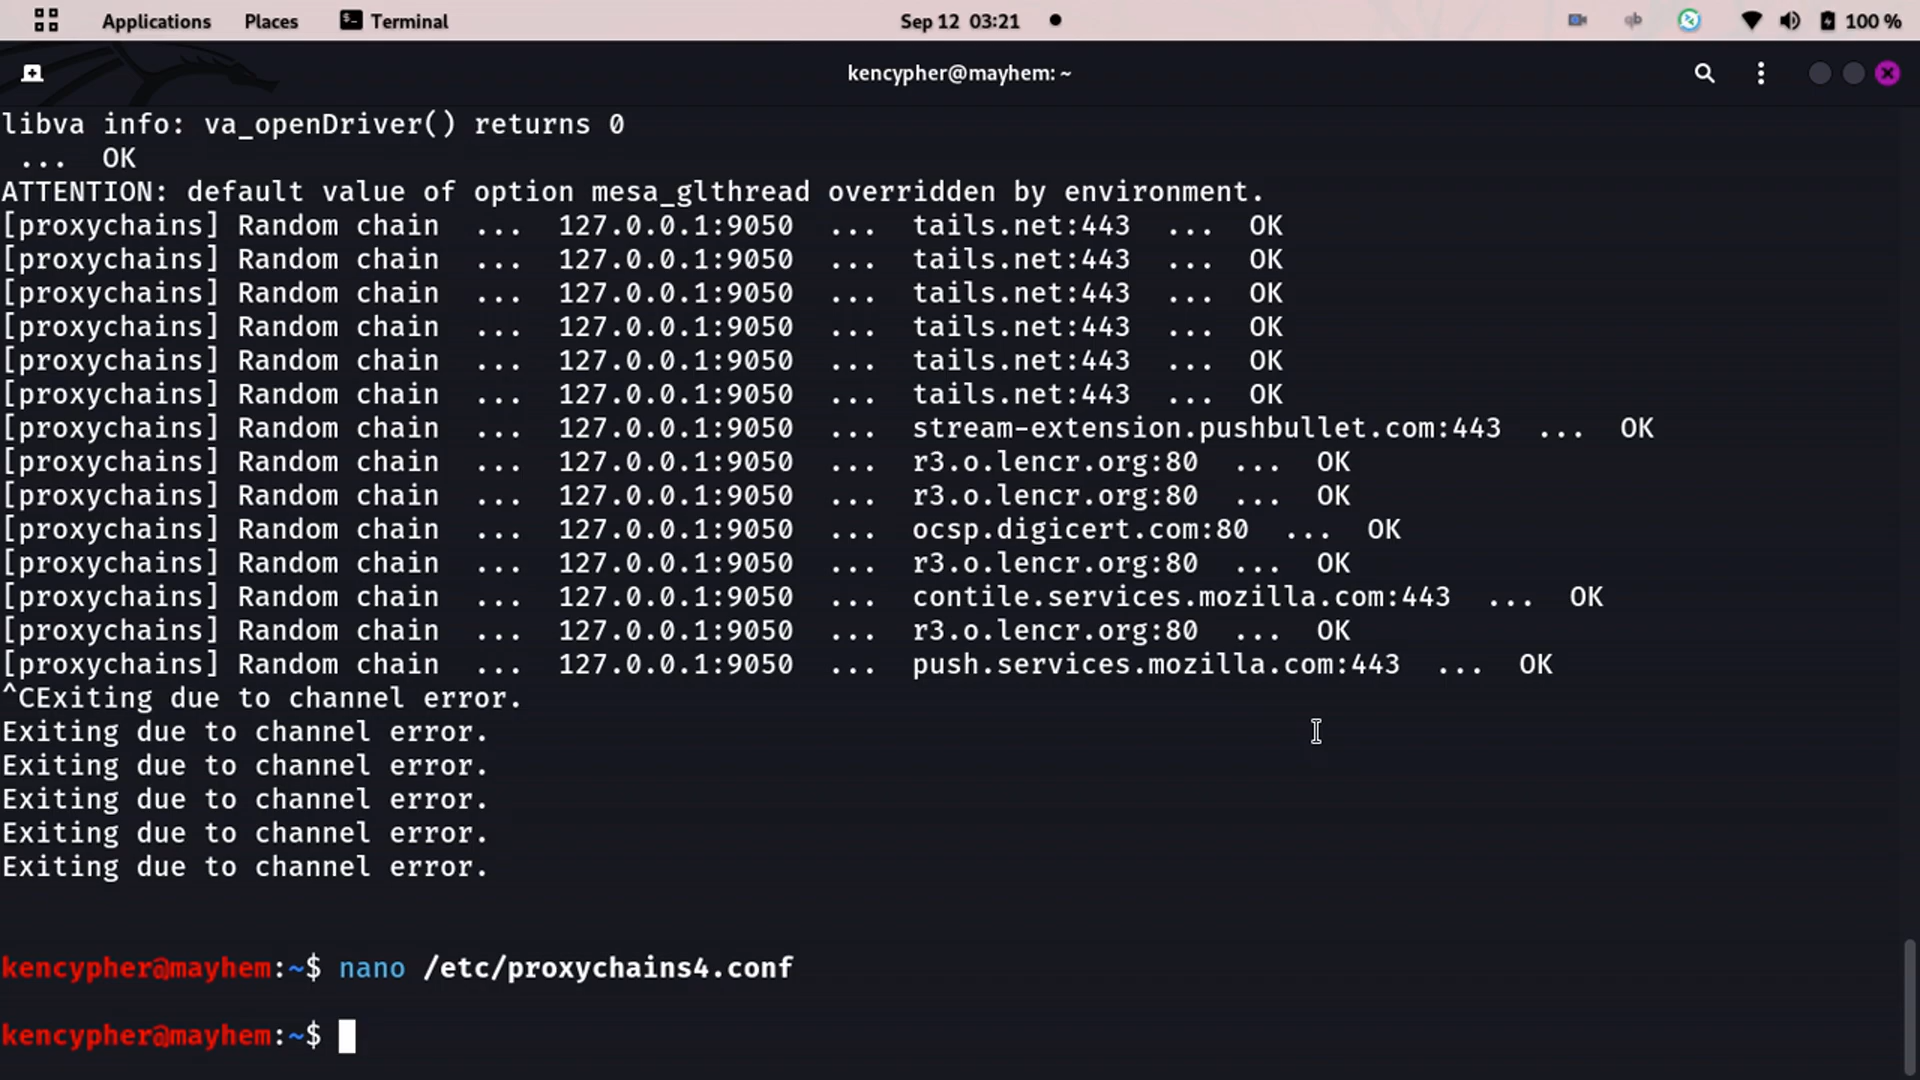 Applications Places Terminal Sep 12 03:21 100 %
kencypher@mayhem: ~
libva info: va_openDriver() returns 0
... OK
ATTENTION: default value of option mesa_glthread overridden by environment.
[proxychains] Random chain ... 127.0.0.1:9050 ... tails.net:443 ... OK
[proxychains] Random chain ... 127.0.0.1:9050 ... tails.net:443 ... OK
[proxychains] Random chain ... 127.0.0.1:9050 ... tails.net:443 ... OK
[proxychains] Random chain ... 127.0.0.1:9050 ... tails.net:443 ... OK
[proxychains] Random chain ... 127.0.0.1:9050 ... tails.net:443 ... OK
[proxychains] Random chain ... 127.0.0.1:9050 ... tails.net:443 ... OK
[proxychains] Random chain ... 127.0.0.1:9050 ... stream-extension.pushbullet.com:443 ... OK
[proxychains] Random chain ... 127.0.0.1:9050 ... r3.o.lencr.org:80 ... OK
[proxychains] Random chain ... 127.0.0.1:9050 ... r3.o.lencr.org:80 ... OK
[proxychains] Random chain ... 127.0.0.1:9050 ... ocsp.digicert.com:80 ... OK
[proxychains] Random chain ... 127.0.0.1:9050 ... r3.o.lencr.org:80 ... OK
[proxychains] Random chain ... 127.0.0.1:9050 ... contile.services.mozilla.com:443 ... OK
[proxychains] Random chain ... 127.0.0.1:9050 ... r3.o.lencr.org:80 ... OK
[proxychains] Random chain ... 127.0.0.1:9050 ... push.services.mozilla.com:443 ... OK
^CExiting due to channel error.
Exiting due to channel error.
Exiting due to channel error.
Exiting due to channel error.
Exiting due to channel error.
Exiting due to channel error.
kencypher@mayhem:~$ nano /etc/proxychains4.conf
kencypher@mayhem:~$